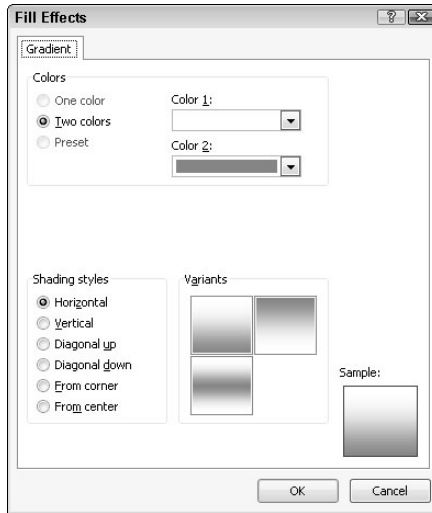 Fill Effects
Gradient
Colors
One color
Two colors
Preset
Color 1:
Color 2:
Shading styles
Horizontal
Vertical
Diagonal up
Diagonal down
From corner
From center
Variants
Sample:
OK
Cancel